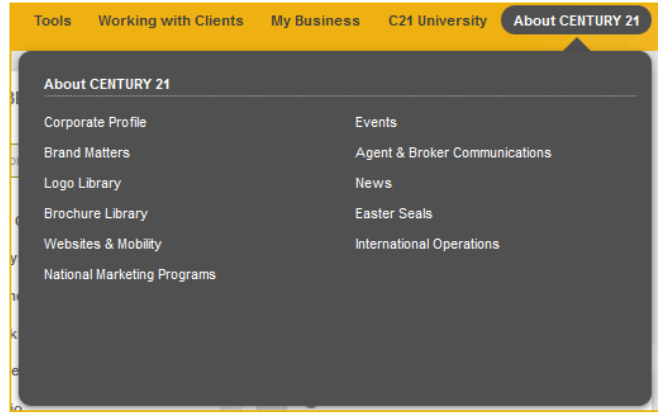 Tools Working with Clients My Business C21 University About CENTURY 21
About CENTURY 21
Corporate Profile
Brand Matters
Logo Library
Brochure Library
Websites & Mobility
National Marketing Programs
Events
Agent & Broker Communications
News
Easter Seals
International Operations